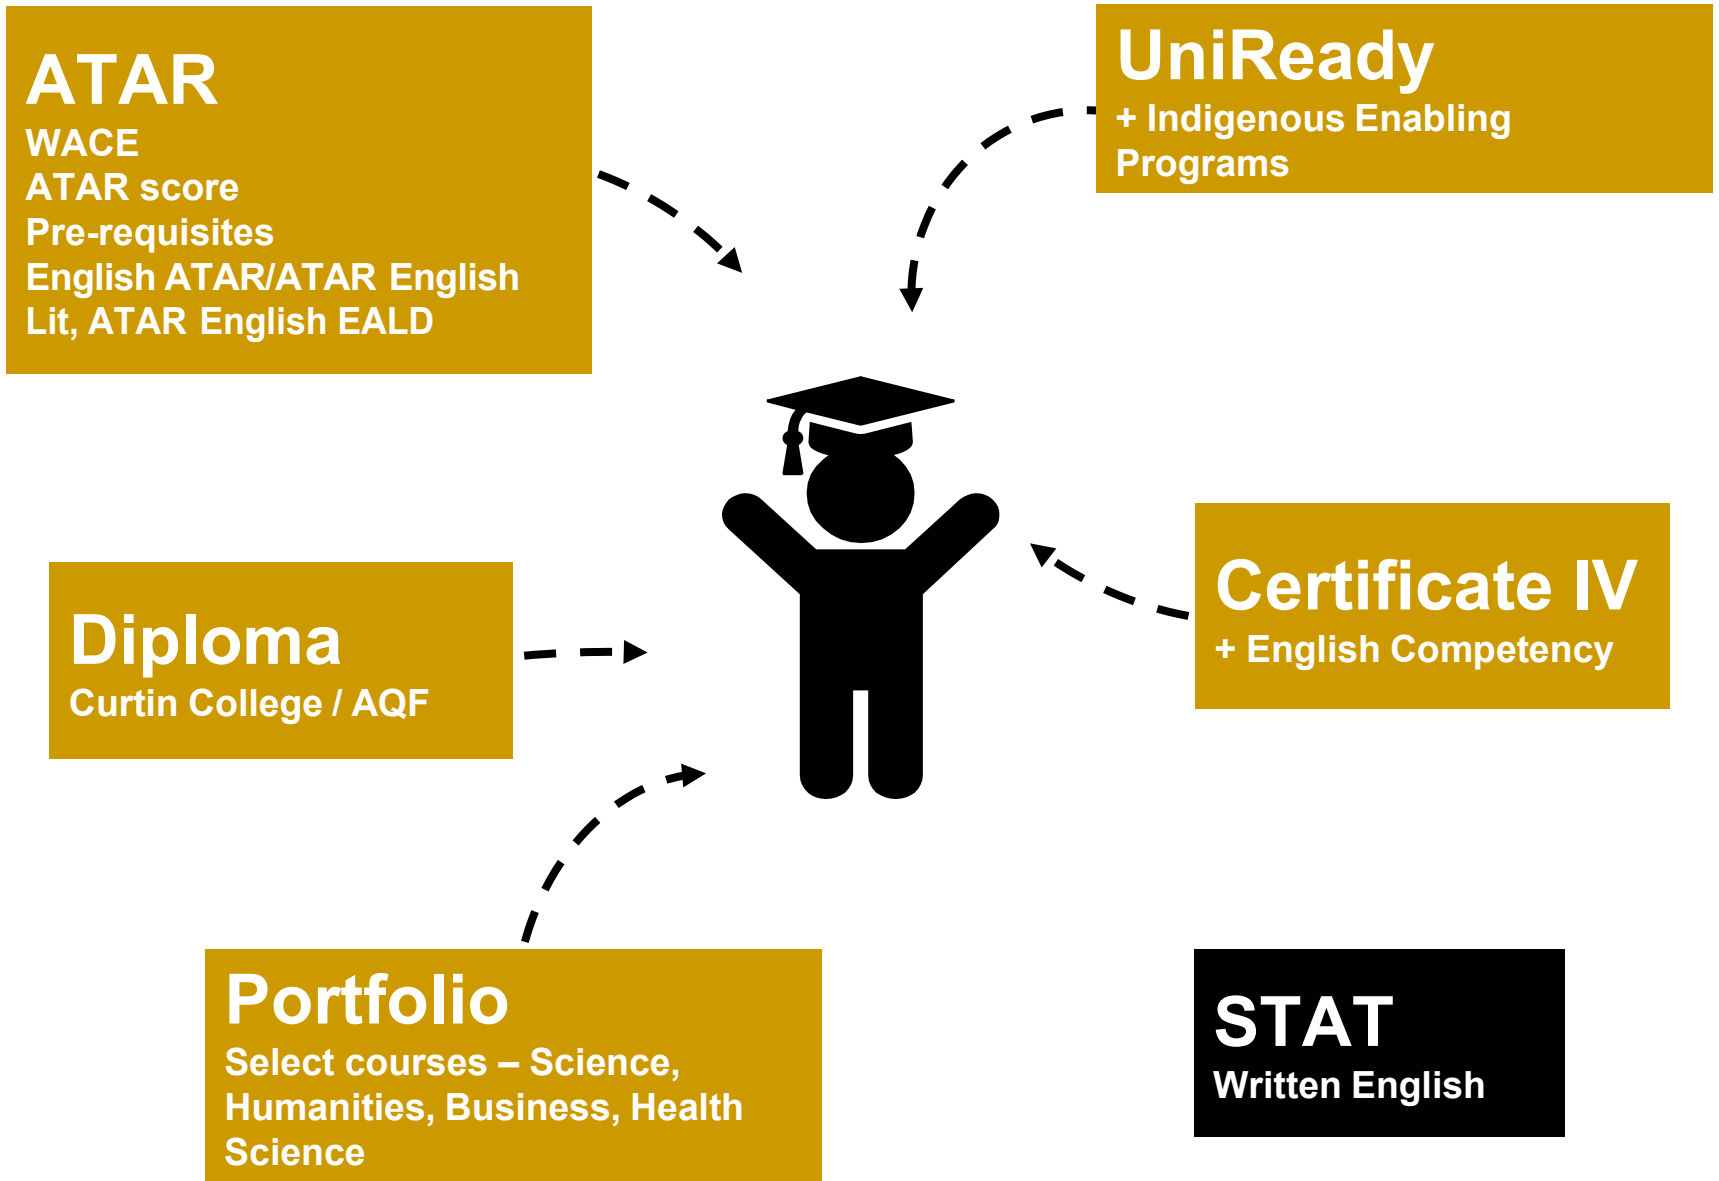 ATAR
WACE
ATAR score
Pre-requisites
English ATAR/ATAR English
Lit, ATAR English EALD
UniReady
+ Indigenous Enabling
Programs
Diploma
Curtin College / AQF
Certificate IV
+ English Competency
Portfolio
Select courses – Science,
Humanities, Business, Health
Science
STAT
Written English